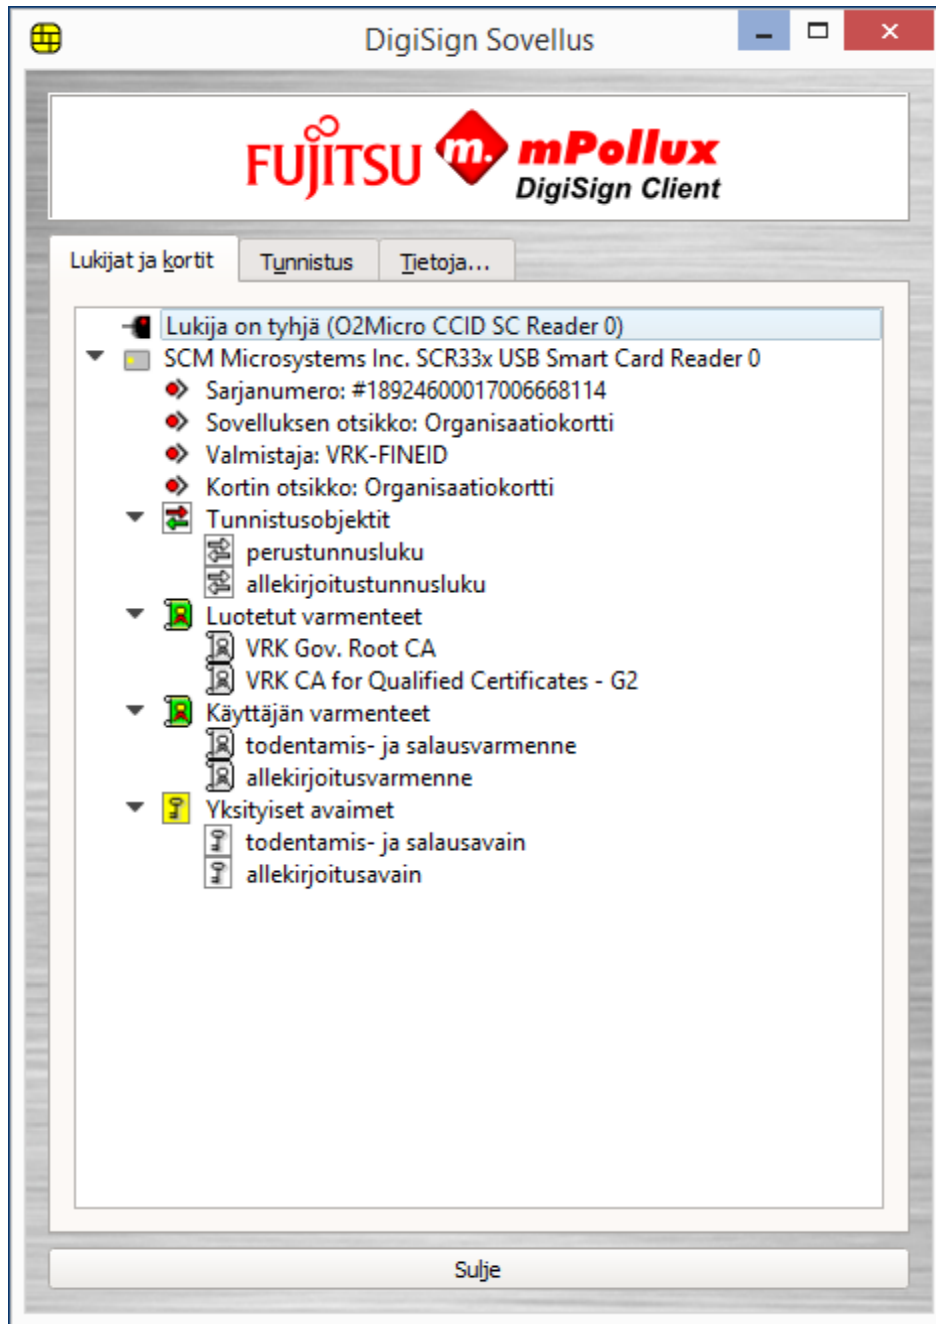 DigiSign Sovellus
FUJITSU m. mPollux
DigiSign Client
Lukijat ja kortit Tunnistus Tietoja...
Lukija on tyhjä (O2Micro CCID SC Reader 0)
SCM Microsystems Inc. SCR33x USB Smart Card Reader 0
Sarjanumero: #18924600017006668114
Sovelluksen otsikko: Organisaatiokortti
Valmistaja: VRK-FINEID
Kortin otsikko: Organisaatiokortti
Tunnistusobjektit
perustunnusluku
allekirjoitustunnusluku
Luotetut varmenteet
VRK Gov. Root CA
VRK CA for Qualified Certificates - G2
Käyttäjän varmenteet
todentamis- ja salausvarmenne
allekirjoitusvarmenne
Yksityiset avaimet
todentamis- ja salausavain
allekirjoitusavain
Sulje